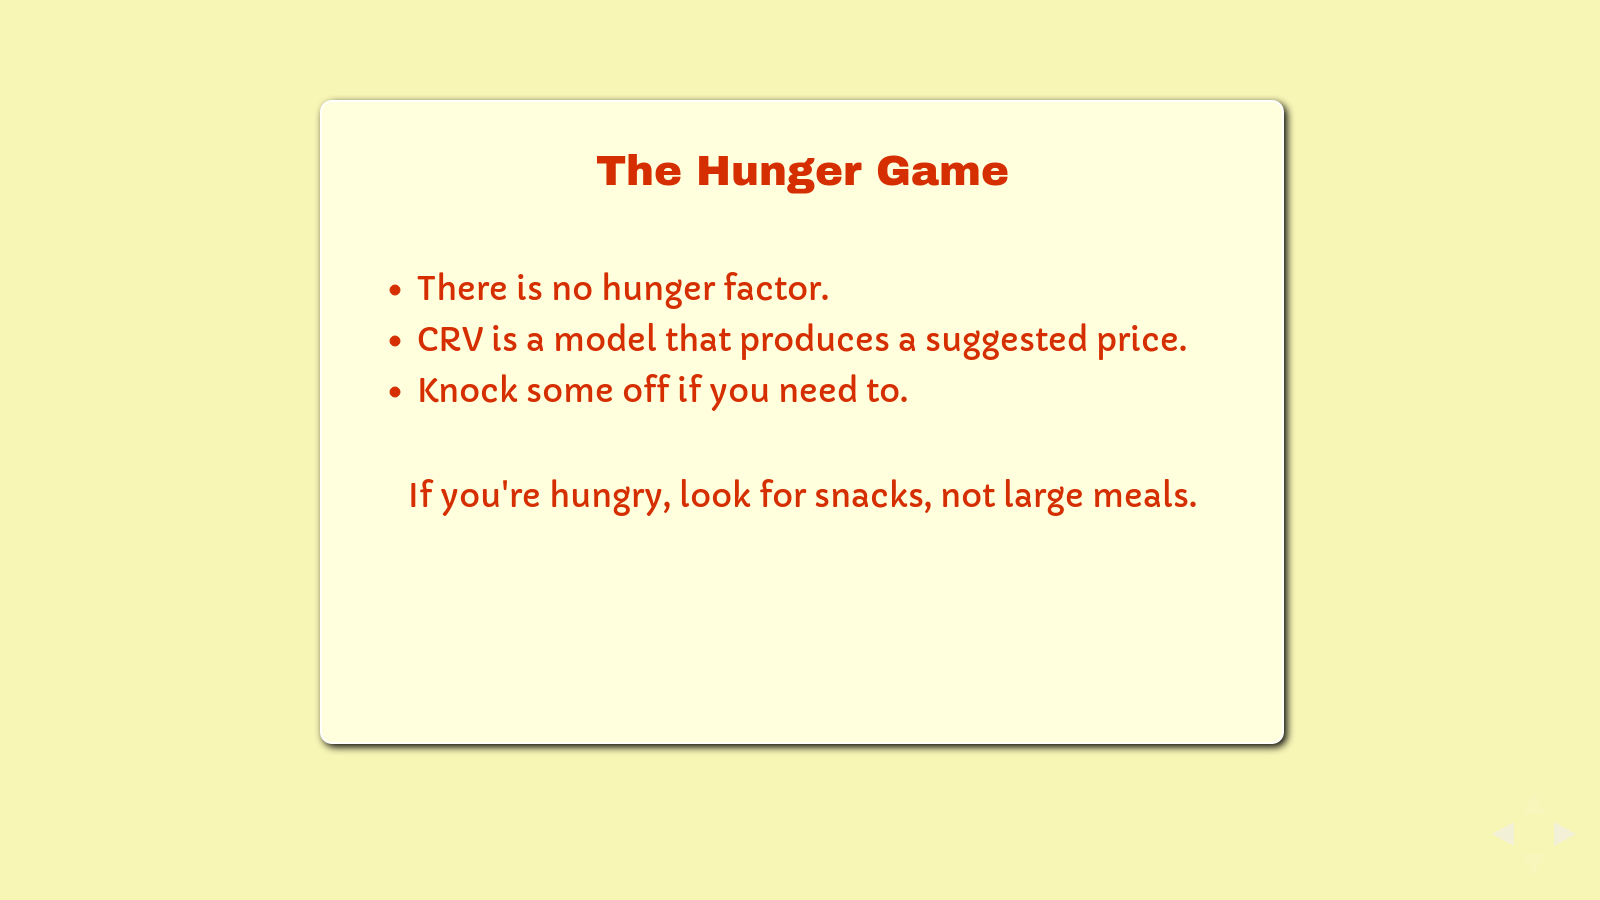 The Hunger Game
• There is no hunger factor.
• CRV is a model that produces a suggested price.
• Knock some off if you need to.
If you're hungry, look for snacks, not large meals.